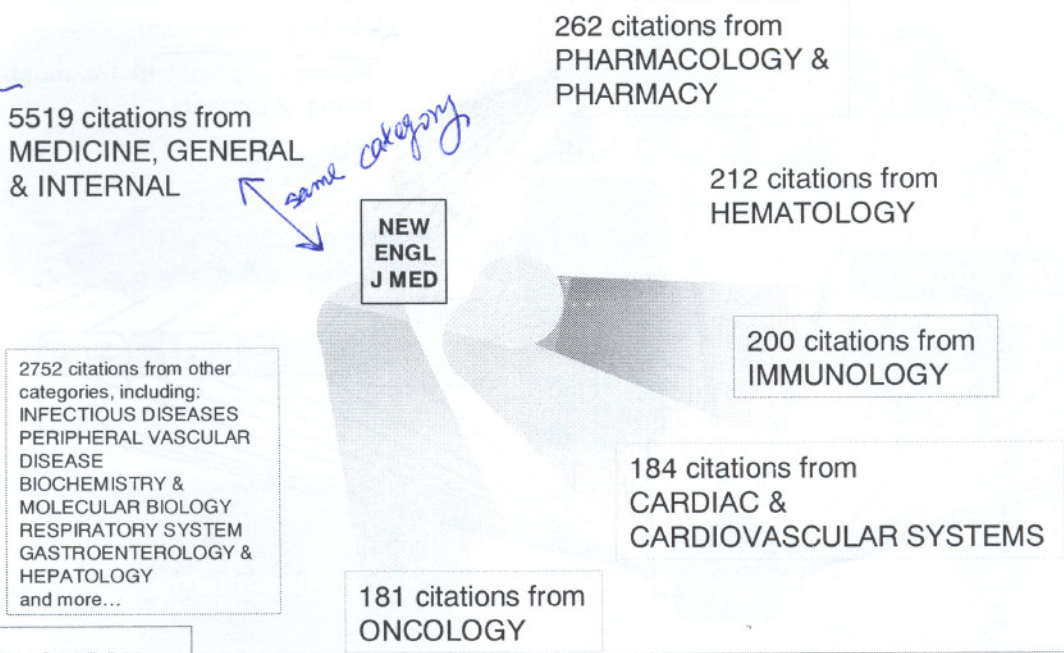 262 citations from
PHARMACOLOGY &
PHARMACY
5519 citations from
MEDICINE, GENERAL
& INTERNAL
same category
212 citations from
HEMATOLOGY
NEW
ENGL
J MED
200 citations from
IMMUNOLOGY
2752 citations from other
categories, including:
INFECTIOUS DISEASES
PERIPHERAL VASCULAR
DISEASE
BIOCHEMISTRY &
MOLECULAR BIOLOGY
RESPIRATORY SYSTEM
GASTROENTEROLOGY &
HEPATOLOGY
and more...
184 citations from
CARDIAC &
CARDIOVASCULAR SYSTEMS
181 citations from
ONCOLOGY